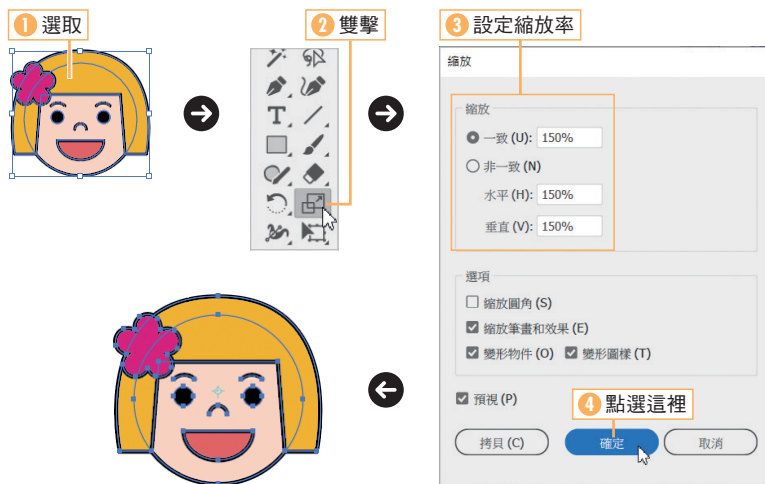 1 選取
2 雙擊
3 設定縮放率
縮放
縮放
一致 (U): 150%
非一致 (N)
水平 (H): 150%
垂直 (V): 150%
選項
縮放圓角 (S)
縮放筆畫和效果 (E)
變形物件 (O) 變形圖樣 (T)
預視 (P)
4 點選這裡
拷貝 (C) 確定 取消